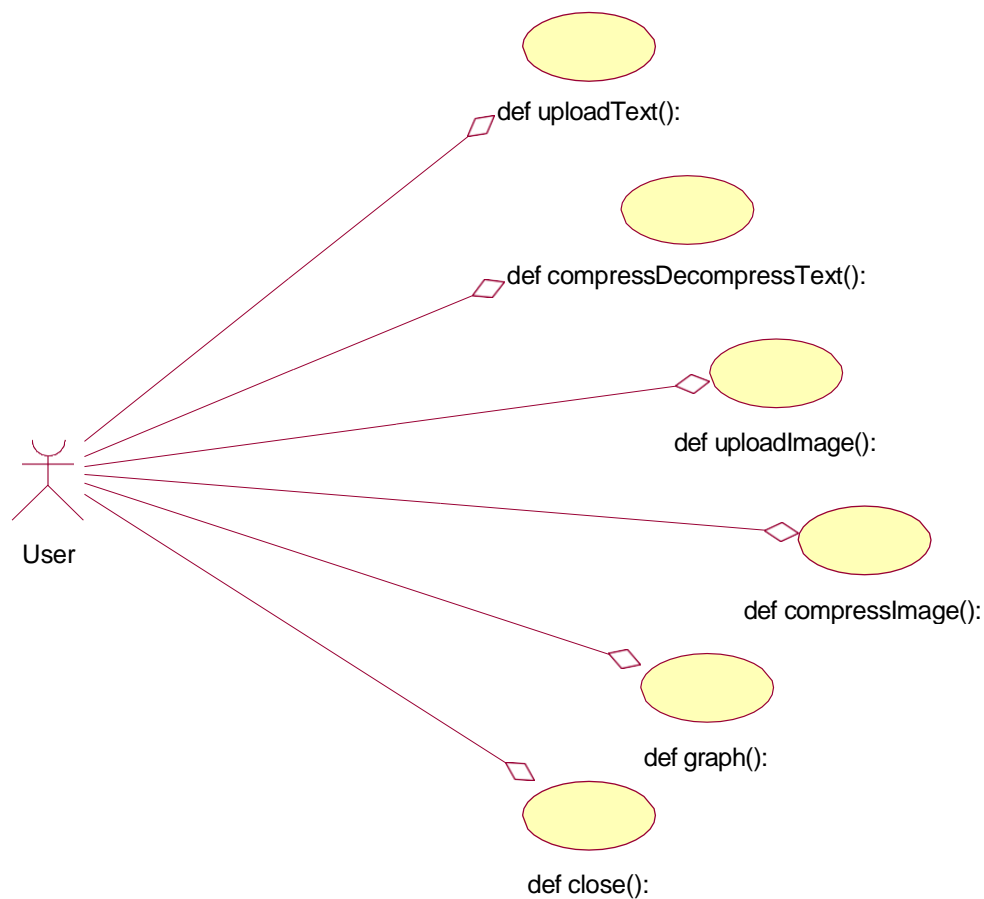 def uploadText():
def compressDecompressText():
def uploadImage():
User
def compressImage():
def graph():
def close():